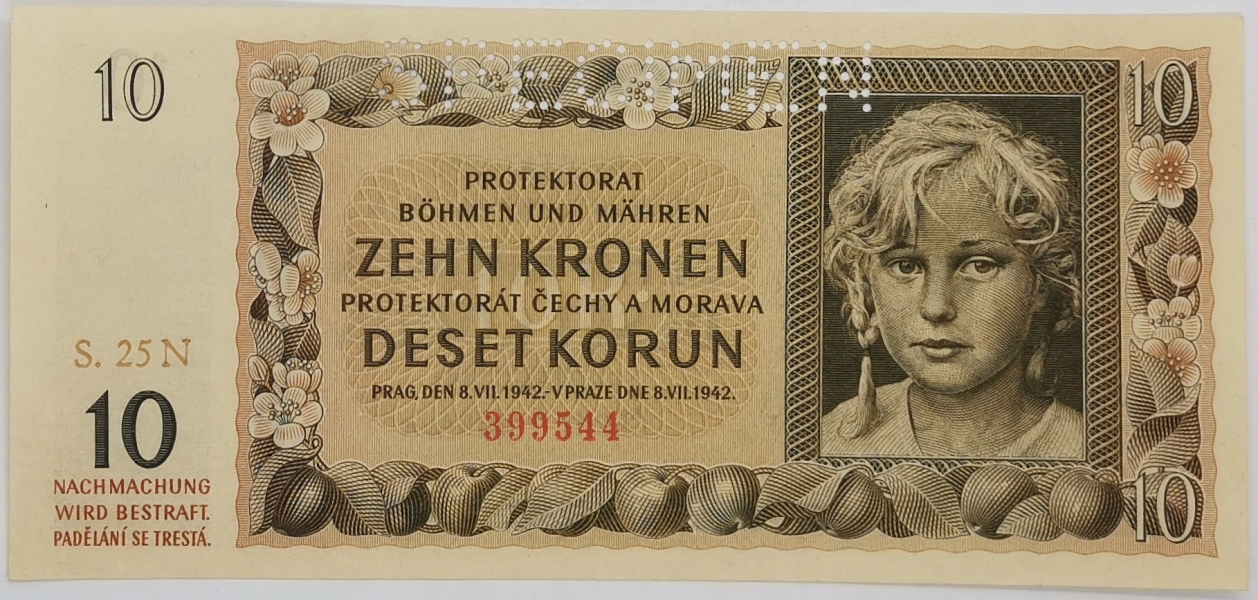 SPECIMEN
10
10
PROTEKTORAT
BÖHMEN UND MÄHREN
ZEHN KRONEN
PROTEKTORÁT ČECHY A MORAVA
DESET KORUN
PRAG, DEN 8. VII. 1942.-V PRAZE DNE 8. VII. 1942.
399544
S. 25 N
10
NACHMACHUNG
WIRD BESTRAFT.
PADĚLÁNÍ SE TRESTÁ.
10